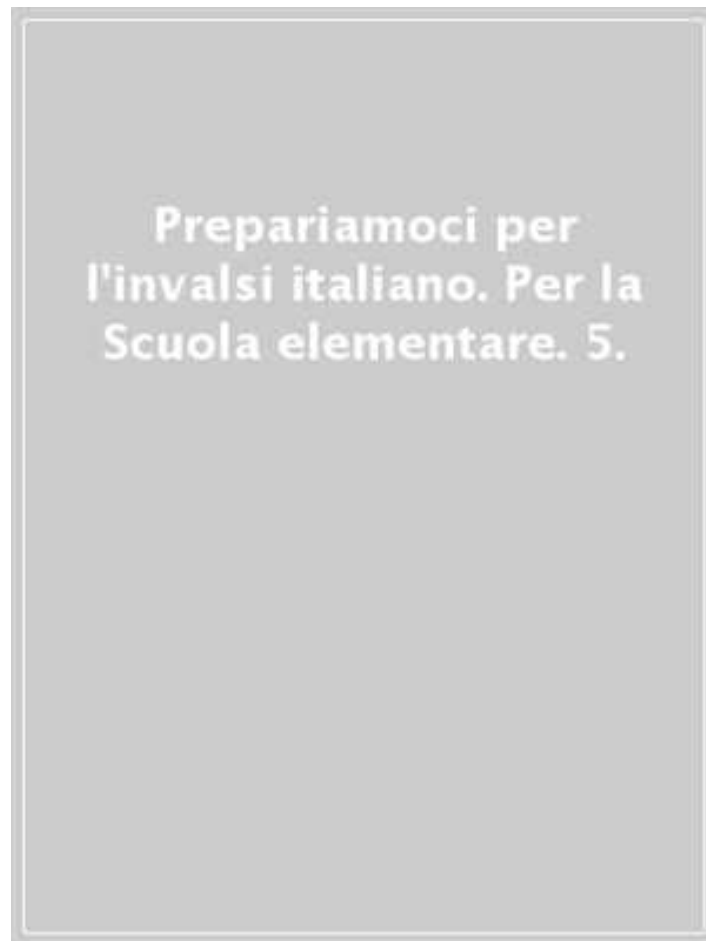 Prepariamoci per
l'invalsi italiano. Per la
Scuola elementare. 5.